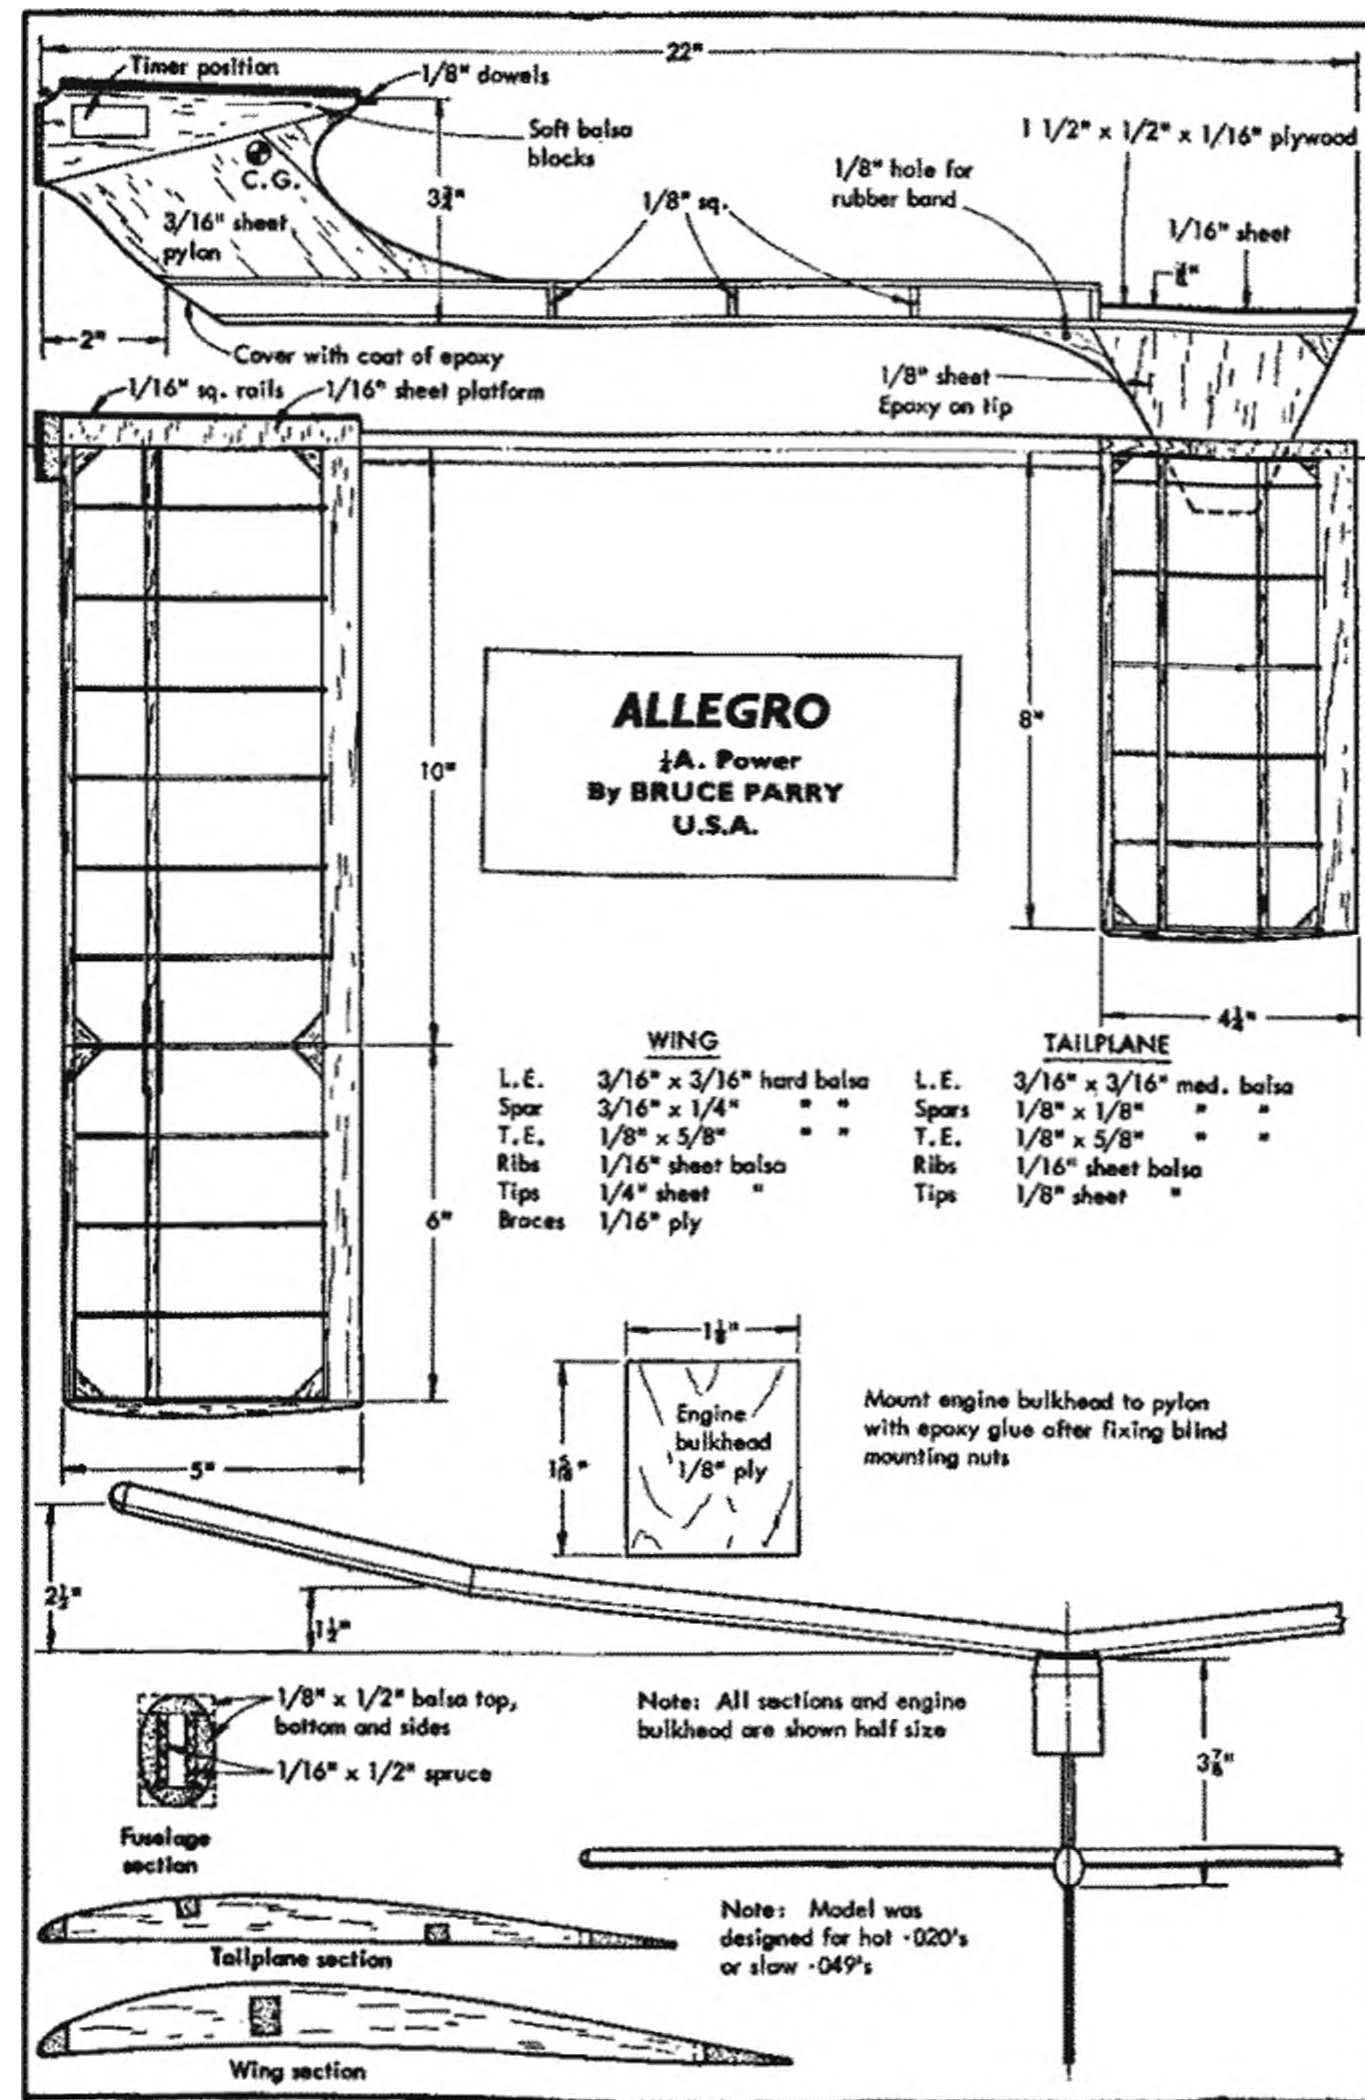 22"
Timer position
1/8" dowels
Soft balsa
blocks
1 1/2" x 1/2" x 1/16" plywood
1/8" hole for
rubber band
C.G.
3/16" sheet
pylon
1/8" sq.
1/16" sheet
2"
Cover with coat of epoxy
1/16" sq. rails
1/16" sheet platform
1/8" sheet
Epoxy on tip
ALLEGRO
½A. Power
By BRUCE PARRY
U.S.A.
10"
8"
4¼"
WING
L.E. 3/16" x 3/16" hard balsa
Spar 3/16" x 1/4" " "
T.E. 1/8" x 5/8" " "
Ribs 1/16" sheet balsa
Tips 1/4" sheet "
Braces 1/16" ply
TAILPLANE
L.E. 3/16" x 3/16" med. balsa
Spars 1/8" x 1/8" " "
T.E. 1/8" x 5/8" " "
Ribs 1/16" sheet balsa
Tips 1/8" sheet "
6"
5"
Engine
bulkhead
1/8" ply
Mount engine bulkhead to pylon
with epoxy glue after fixing blind
mounting nuts
2½"
1½"
1/8" x 1/2" balsa top,
bottom and sides
1/16" x 1/2" spruce
Fuselage
section
Note: All sections and engine
bulkhead are shown half size
3⅞"
Tailplane section
Wing section
Note: Model was
designed for hot .020's
or slow .049's